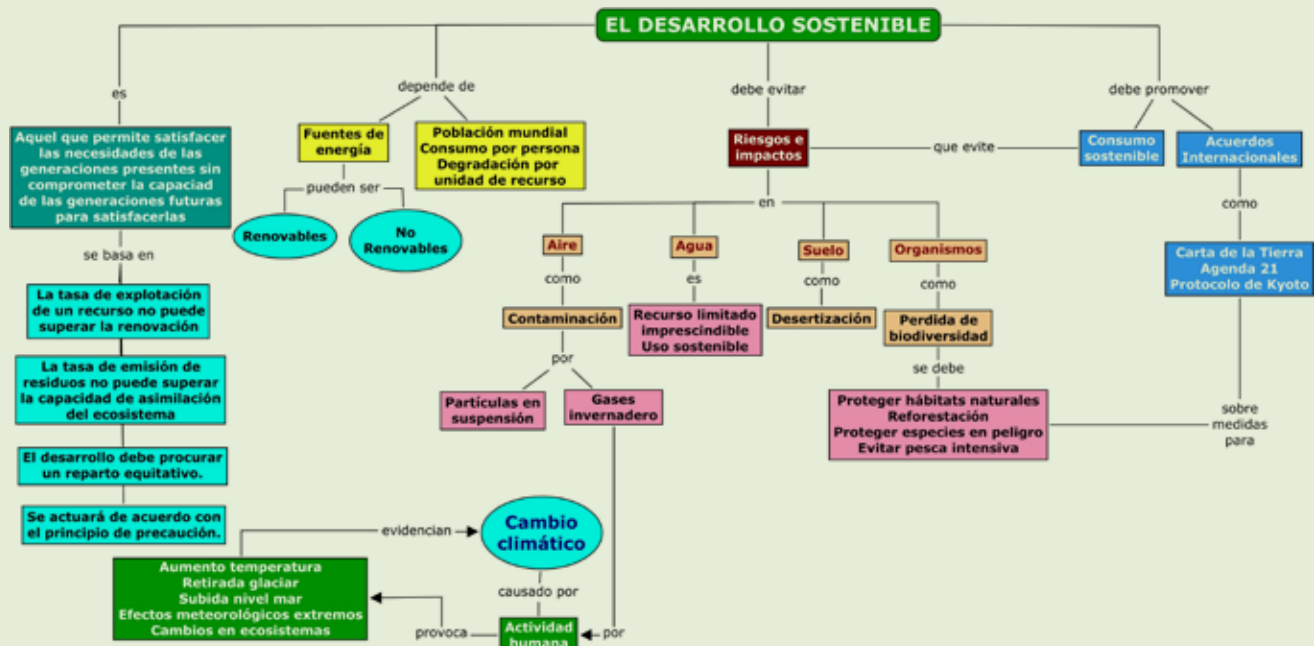 EL DESARROLLO SOSTENIBLE
es
Aquel que permite satisfacer
las necesidades de las
generaciones presentes sin
comprometer la capaciad
de las generaciones futuras
para satisfacerlas
se basa en
La tasa de explotación
de un recurso no puede
superar la renovación
La tasa de emisión de
residuos no puede superar
la capacidad de asimilación
del ecosistema
El desarrollo debe procurar
un reparto equitativo.
Se actuará de acuerdo con
el principio de precaución.
depende de
Fuentes de
energía
pueden ser
Renovables
No
Renovables
Población mundial
Consumo por persona
Degradación por
unidad de recurso
debe evitar
Riesgos e
impactos
que evite
en
Aire
como
Contaminación
por
Partículas en
suspensión
Gases
invernadero
Agua
es
Recurso limitado
imprescindible
Uso sostenible
Suelo
como
Desertización
Organismos
como
Perdida de
biodiversidad
se debe
Proteger hábitats naturales
Reforestación
Proteger especies en peligro
Evitar pesca intensiva
debe promover
Consumo
sostenible
Acuerdos
Internacionales
como
Carta de la Tierra
Agenda 21
Protocolo de Kyoto
sobre
medidas
para
por
Actividad
humana
causado por
Cambio
climático
provoca
Aumento temperatura
Retirada glaciar
Subida nivel mar
Efectos meteorológicos extremos
Cambios en ecosistemas
evidencian